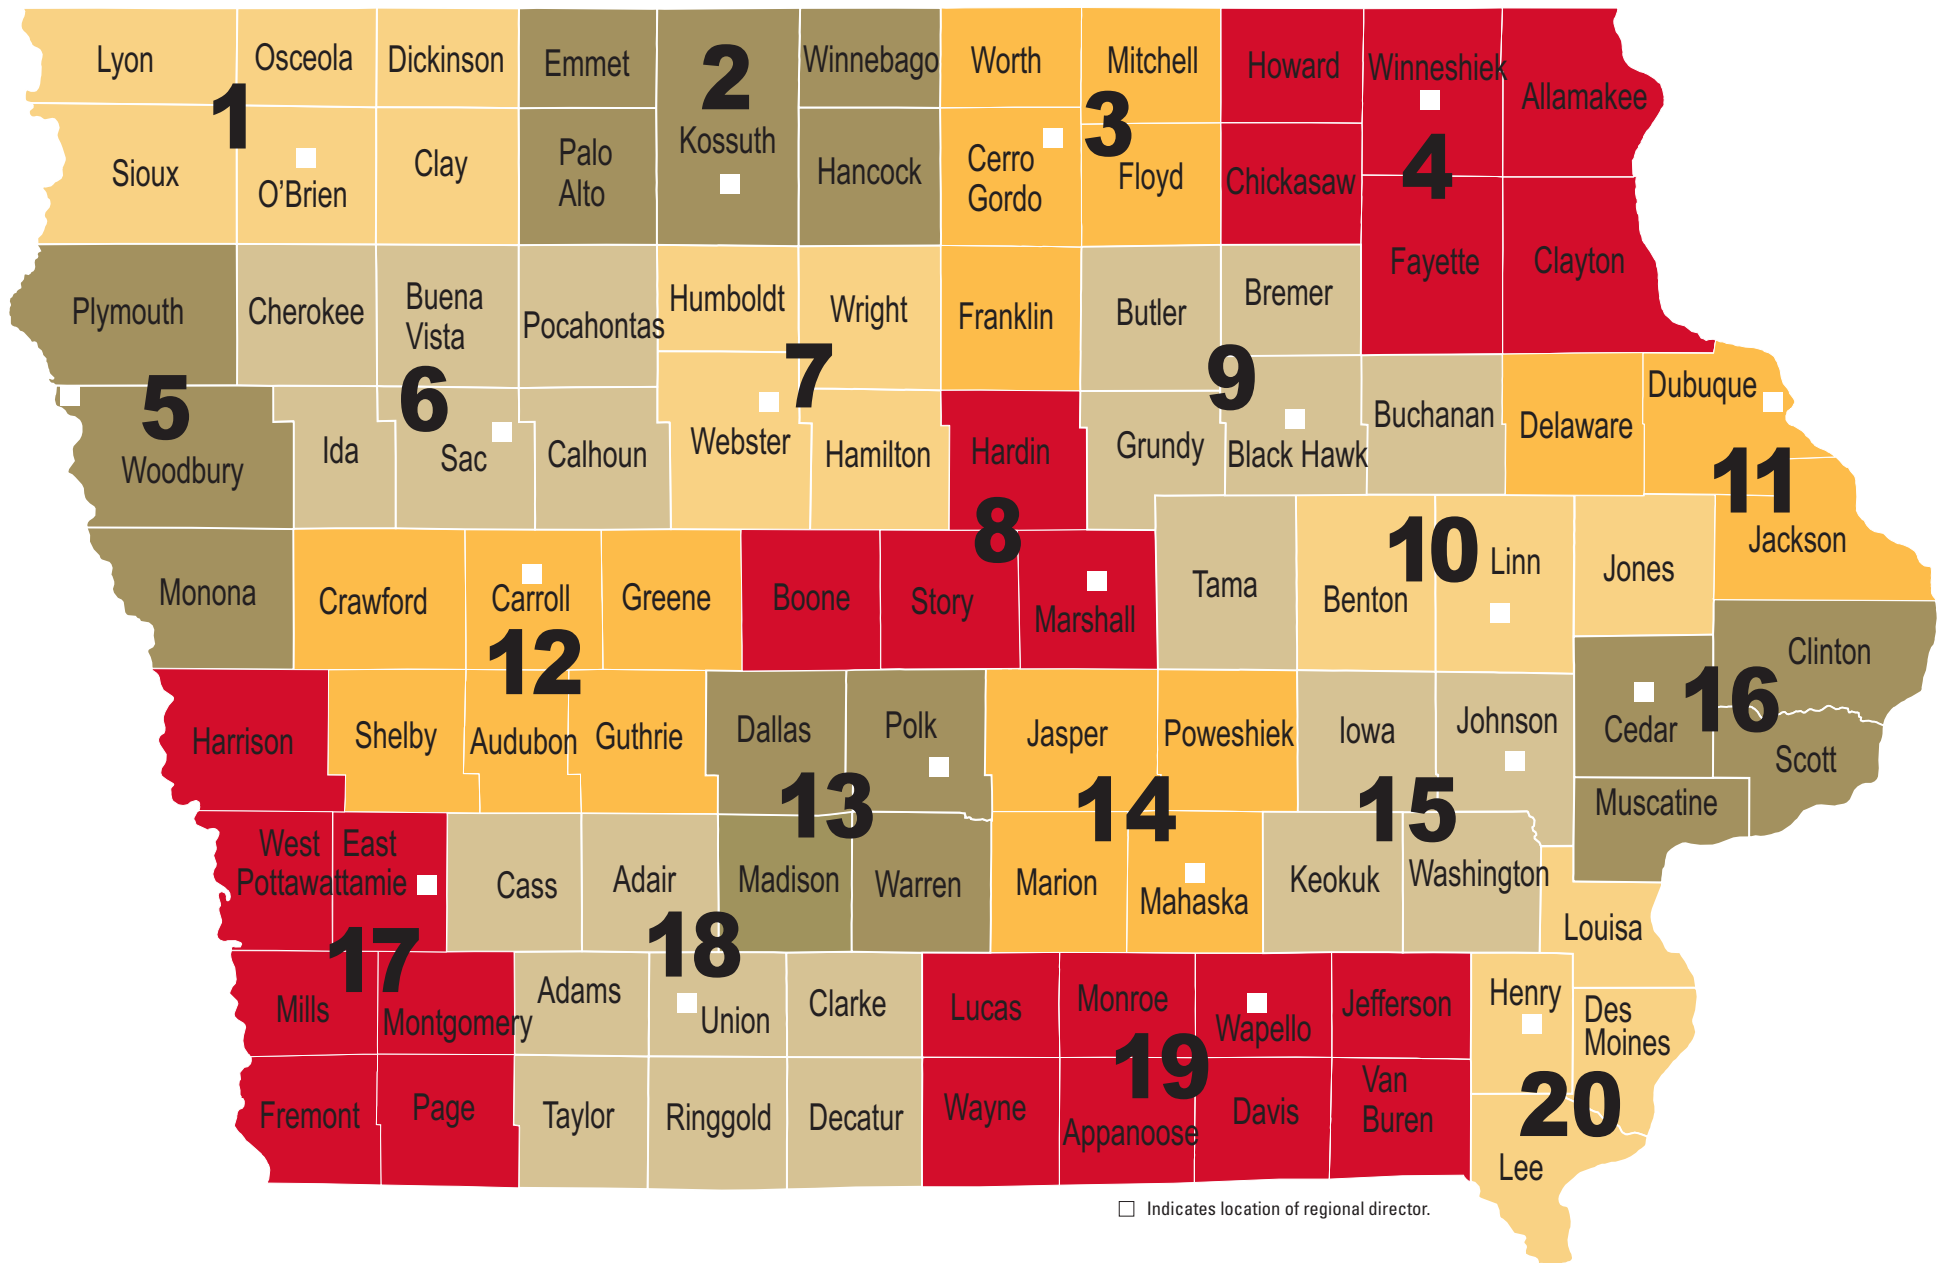 Lyon
Osceola
Dickinson
Emmet
2
Winnebago
Worth
Mitchell
Howard
Winneshiek
Allamakee
1
Kossuth
3
Sioux
O'Brien
Clay
Palo
Alto
Hancock
Cerro
Gordo
Floyd
Chickasaw
4
Fayette
Clayton
Plymouth
Cherokee
Buena
Vista
Pocahontas
Humboldt
Wright
Franklin
Butler
Bremer
5
6
7
9
Dubuque
Woodbury
Ida
Sac
Calhoun
Webster
Hamilton
Hardin
Grundy
Black Hawk
Buchanan
Delaware
11
8
10
Jackson
Monona
Crawford
Carroll
Greene
Boone
Story
Marshall
Tama
Benton
Linn
Jones
12
Clinton
16
Harrison
Shelby
Audubon
Guthrie
Dallas
Polk
Jasper
Poweshiek
Iowa
Johnson
Cedar
Scott
13
14
15
Muscatine
West
East
Pottawattamie
Cass
Adair
Madison
Warren
Marion
Mahaska
Keokuk
Washington
Louisa
17
18
Mills
Montgomery
Adams
Union
Clarke
Lucas
Monroe
Wapello
Jefferson
Henry
Des
Moines
19
20
Fremont
Page
Taylor
Ringgold
Decatur
Wayne
Appanoose
Davis
Van
Buren
Lee
Indicates location of regional director.